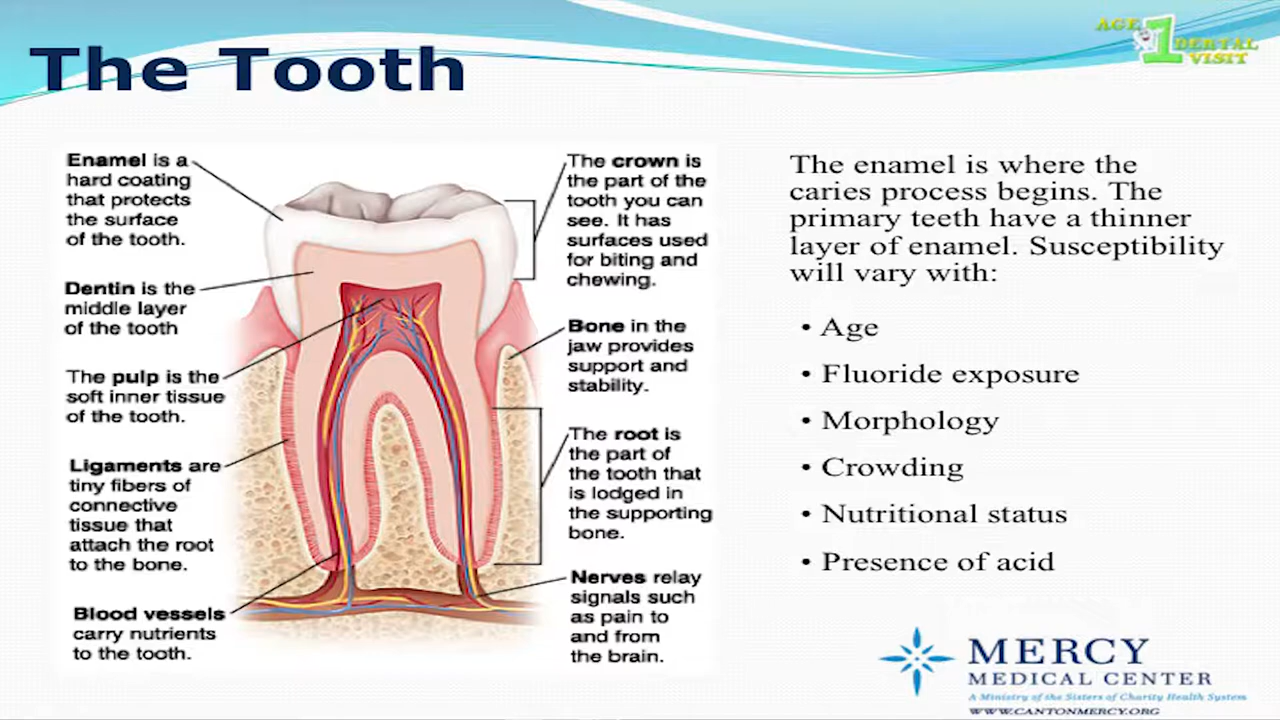 The Tooth
AGE 1
DENTAL
VISIT
Enamel is a
hard coating
that protects
the surface
of the tooth.
Dentin is the
middle layer
of the tooth
The pulp is the
soft inner tissue
of the tooth.
Ligaments are
tiny fibers of
connective
tissue that
attach the root
to the bone.
Blood vessels
carry nutrients
to the tooth.
The crown is
the part of the
tooth you can
see. It has
surfaces used
for biting and
chewing.
Bone in the
jaw provides
support and
stability.
The root is
the part of
the tooth that
is lodged in
the supporting
bone.
Nerves relay
signals such
as pain to
and from
the brain.
The enamel is where the
caries process begins. The
primary teeth have a thinner
layer of enamel. Susceptibility
will vary with:
• Age
• Fluoride exposure
• Morphology
• Crowding
• Nutritional status
• Presence of acid
MERCY
MEDICAL CENTER
A Ministry of the Sisters of Charity Health System
WWW.CANTONMERCY.ORG